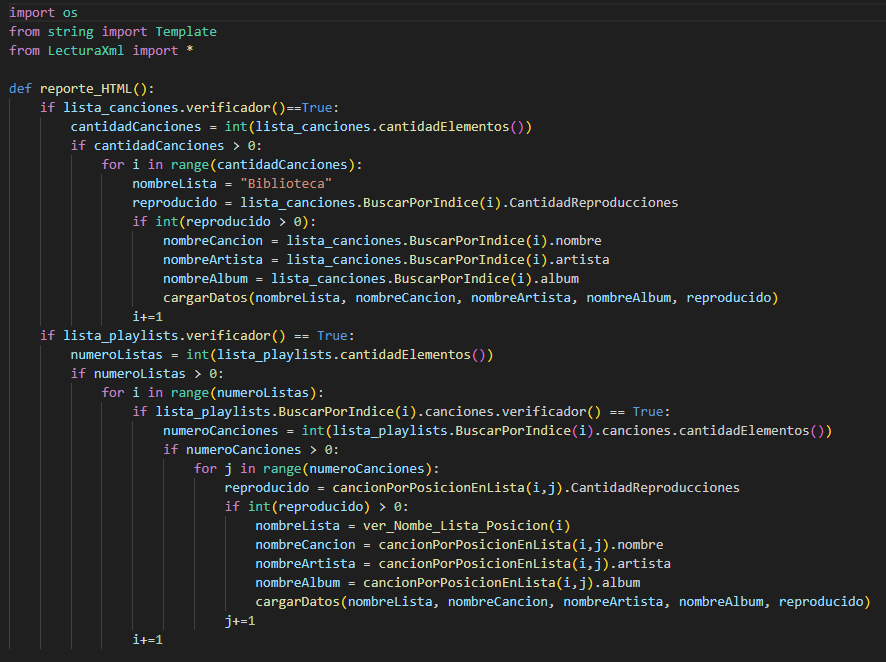 import os
from string import Template
from LecturaXml import *

def reporte_HTML():
    if lista_canciones.verificador()==True:
        cantidadCanciones = int(lista_canciones.cantidadElementos())
        if cantidadCanciones > 0:
            for i in range(cantidadCanciones):
                nombreLista = "Biblioteca"
                reproducido = lista_canciones.BuscarPorIndice(i).CantidadReproducciones
                if int(reproducido > 0):
                    nombreCancion = lista_canciones.BuscarPorIndice(i).nombre
                    nombreArtista = lista_canciones.BuscarPorIndice(i).artista
                    nombreAlbum = lista_canciones.BuscarPorIndice(i).album
                    cargarDatos(nombreLista, nombreCancion, nombreArtista, nombreAlbum, reproducido)
                i+=1
    if lista_playlists.verificador() == True:
        numeroListas = int(lista_playlists.cantidadElementos())
        if numeroListas > 0:
            for i in range(numeroListas):
                if lista_playlists.BuscarPorIndice(i).canciones.verificador() == True:
                    numeroCanciones = int(lista_playlists.BuscarPorIndice(i).canciones.cantidadElementos())
                    if numeroCanciones > 0:
                        for j in range(numeroCanciones):
                            reproducido = cancionPorPosicionEnLista(i,j).CantidadReproducciones
                            if int(reproducido) > 0:
                                nombreLista = ver_Nombe_Lista_Posicion(i)
                                nombreCancion = cancionPorPosicionEnLista(i,j).nombre
                                nombreArtista = cancionPorPosicionEnLista(i,j).artista
                                nombreAlbum = cancionPorPosicionEnLista(i,j).album
                                cargarDatos(nombreLista, nombreCancion, nombreArtista, nombreAlbum, reproducido)
                            j+=1
                i+=1